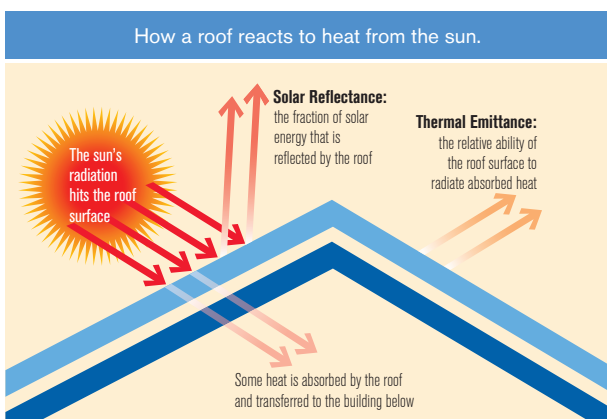 How a roof reacts to heat from the sun.
The sun's
radiation
hits the roof
surface
Solar Reflectance:
the fraction of solar
energy that is
reflected by the roof
Thermal Emittance:
the relative ability of
the roof surface to
radiate absorbed heat
Some heat is absorbed by the roof
and transferred to the building below